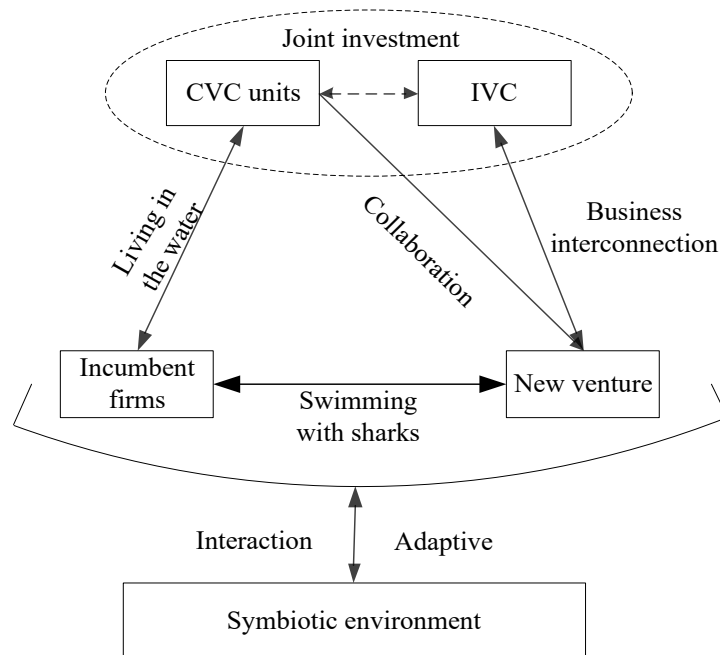 Joint investment
CVC units
IVC
Living in
the water
Collaboration
Business
interconnection
Incumbent
firms
New venture
Swimming
with sharks
Interaction
Adaptive
Symbiotic environment